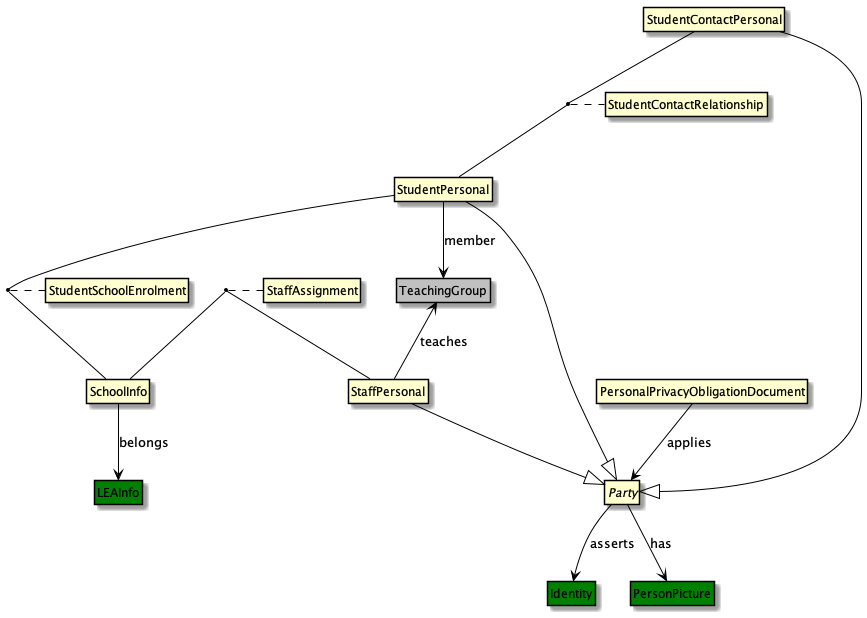 StudentContactPersonal
StudentContactRelationship
StudentPersonal
member
StudentSchoolEnrolment
StaffAssignment
TeachingGroup
teaches
SchoolInfo
StaffPersonal
PersonalPrivacyObligationDocument
belongs
applies
LEAInfo
Party
asserts
has
Identity
PersonPicture